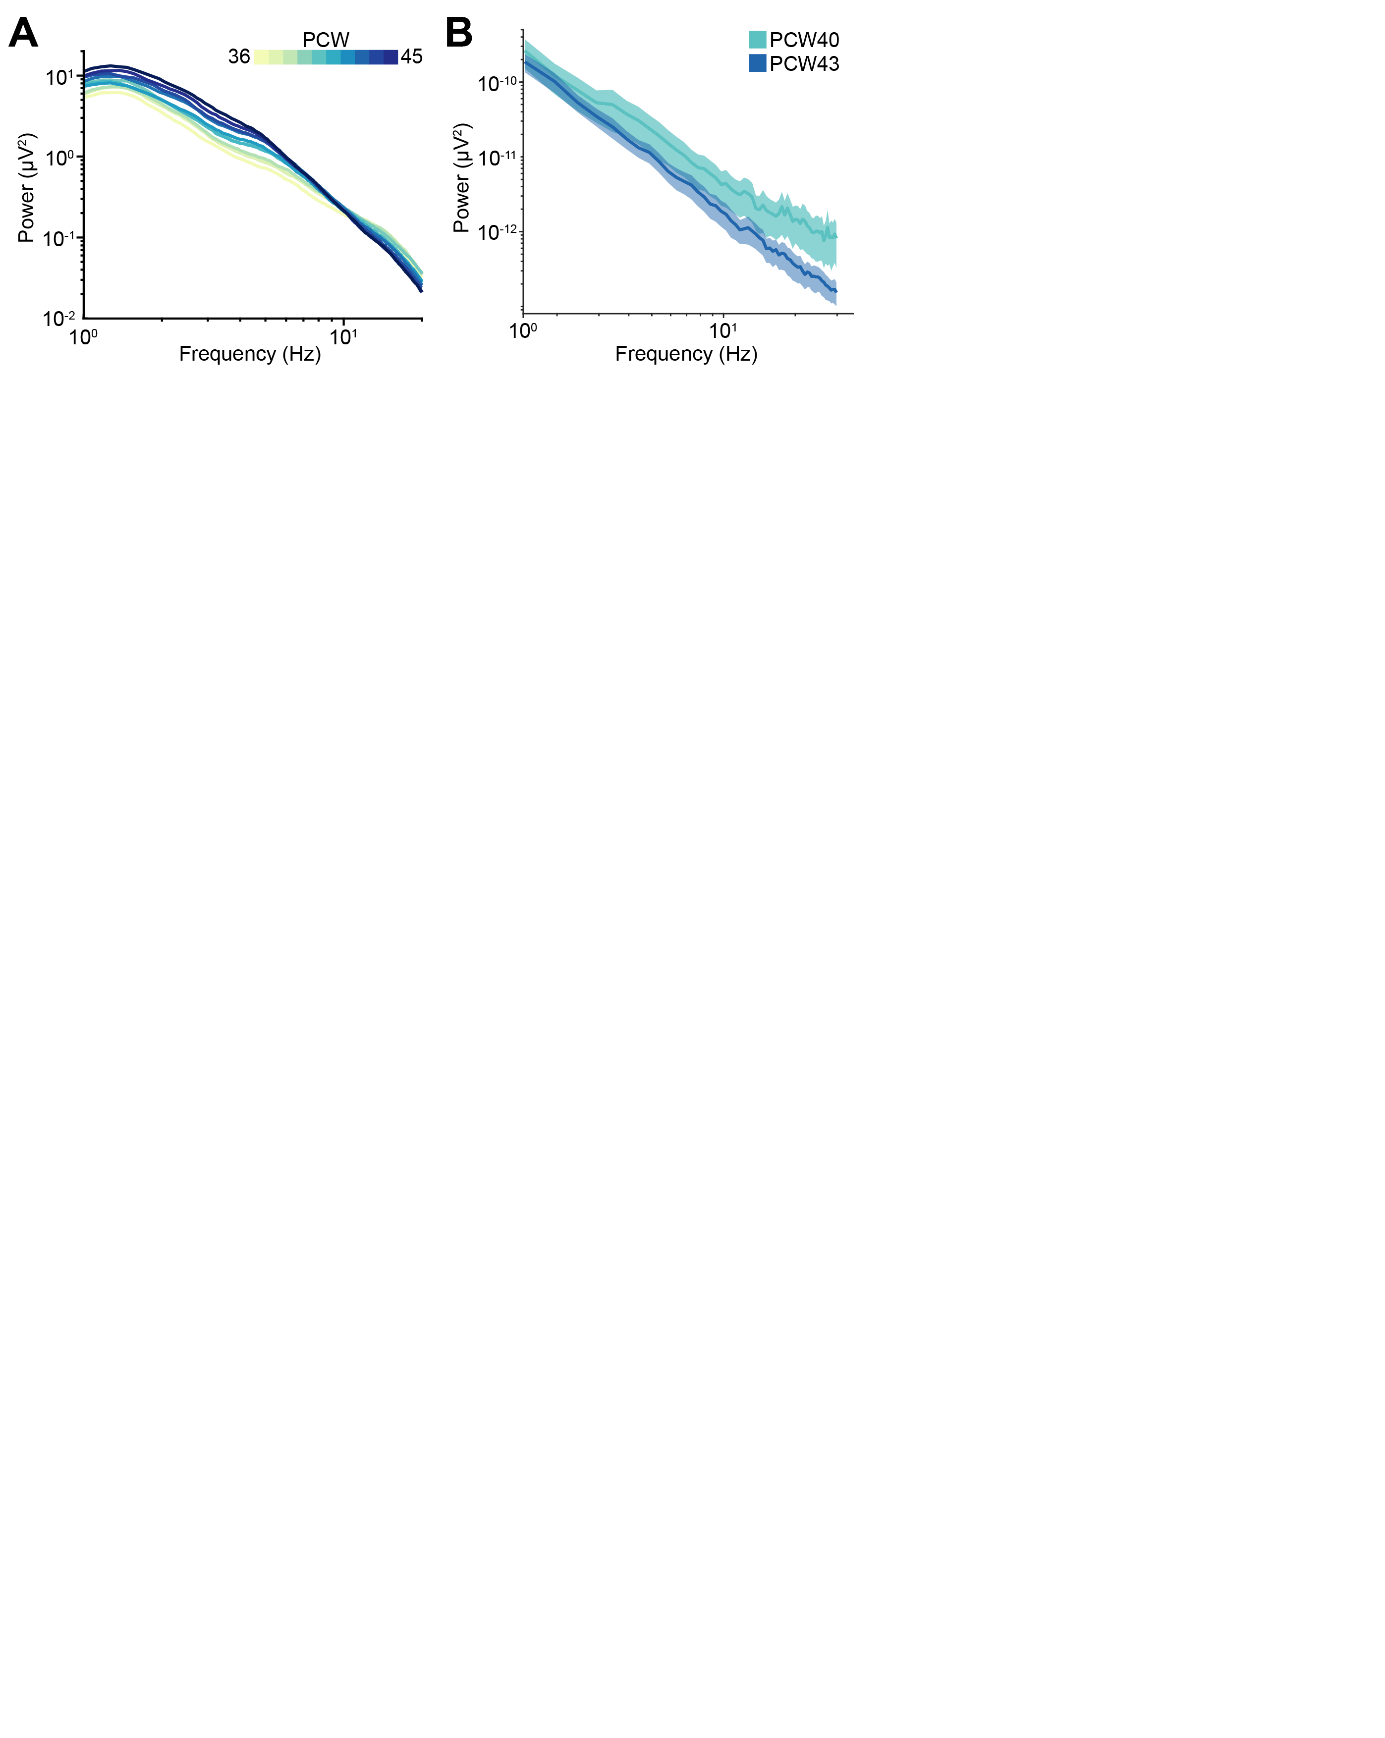 A
PCW
36
45
10¹
10⁰
10⁻¹
10⁻²
Power (µV²)
10⁰
10¹
Frequency (Hz)
B
PCW40
PCW43
10⁻¹⁰
10⁻¹¹
10⁻¹²
Power (µV²)
10⁰
10¹
Frequency (Hz)